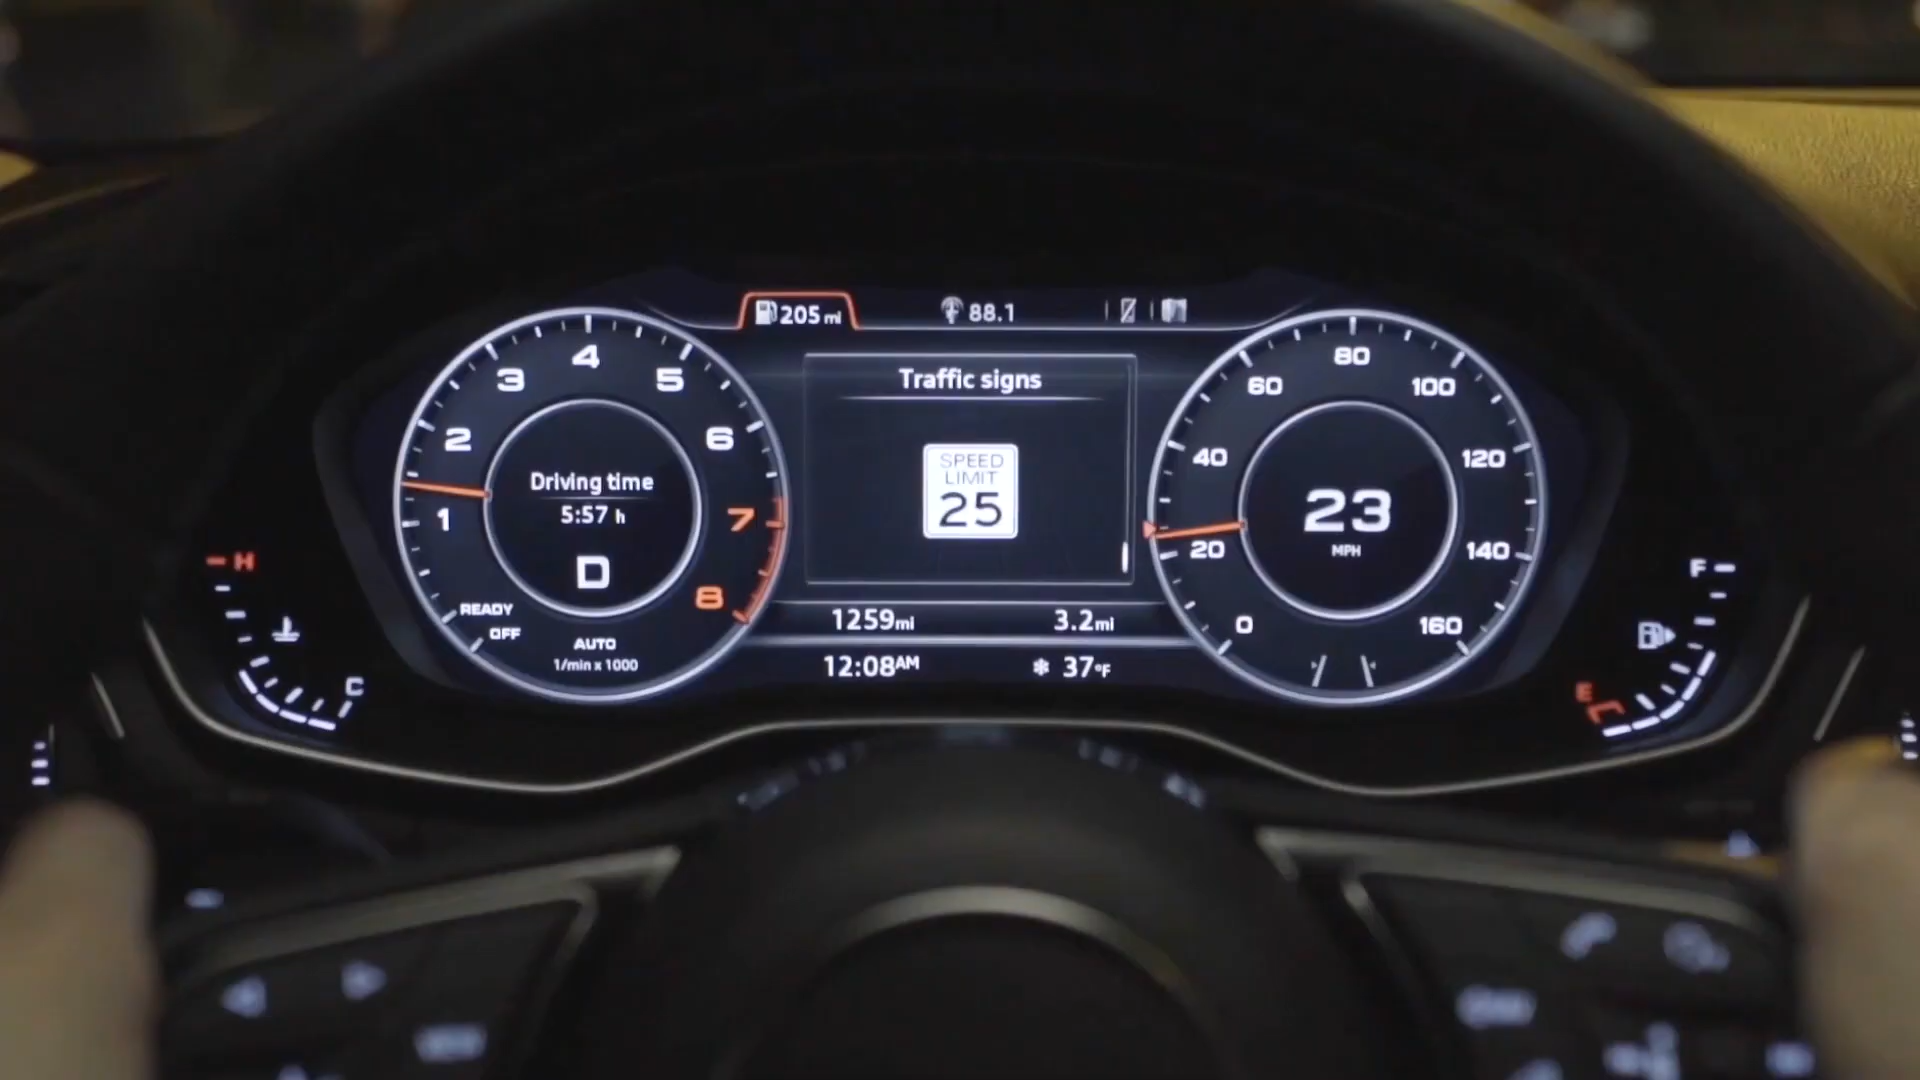 205 mi
88.1
Traffic signs
SPEED
LIMIT
25
1259mi
3.2mi
12:08AM
37°F
1
2
3
4
5
6
7
8
READY
OFF
Driving time
5:57 h
D
AUTO
1/min x 1000
0
20
40
60
80
100
120
140
160
23
MPH
H
C
F
E
VIEW